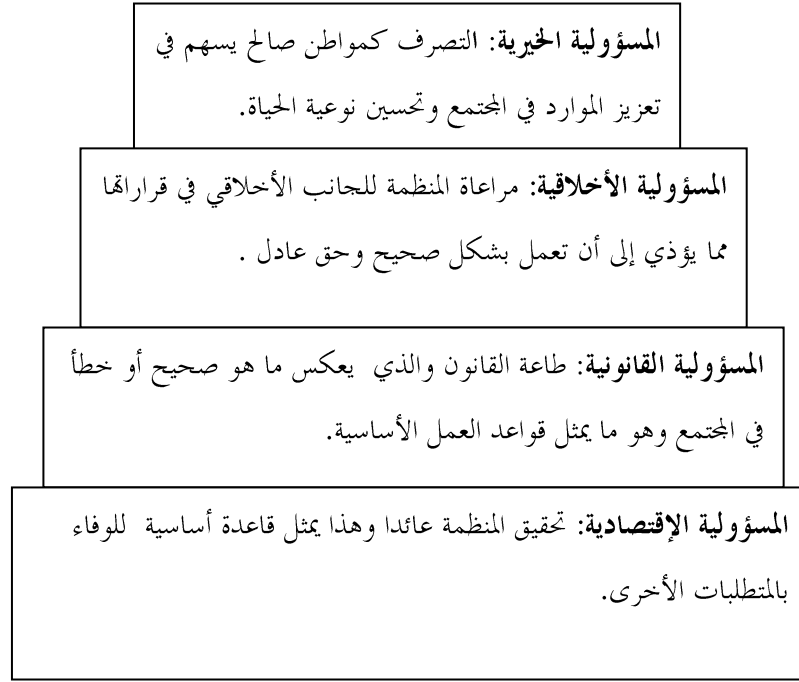 المسؤولية الخيرية: التصرف كمواطن صالح يسهم في
تعزيز الموارد في المجتمع وتحسين نوعية الحياة.
المسؤولية الأخلاقية: مراعاة المنظمة للجانب الأخلاقي في قراراتها
مما يؤذي إلى أن تعمل بشكل صحيح وحق عادل .
المسؤولية القانونية: طاعة القانون والذي يعكس ما هو صحيح أو خطأ
في المجتمع وهو ما يمثل قواعد العمل الأساسية.
المسؤولية الإقتصادية: تحقيق المنظمة عائدا وهذا يمثل قاعدة أساسية للوفاء
بالمتطلبات الأخرى.